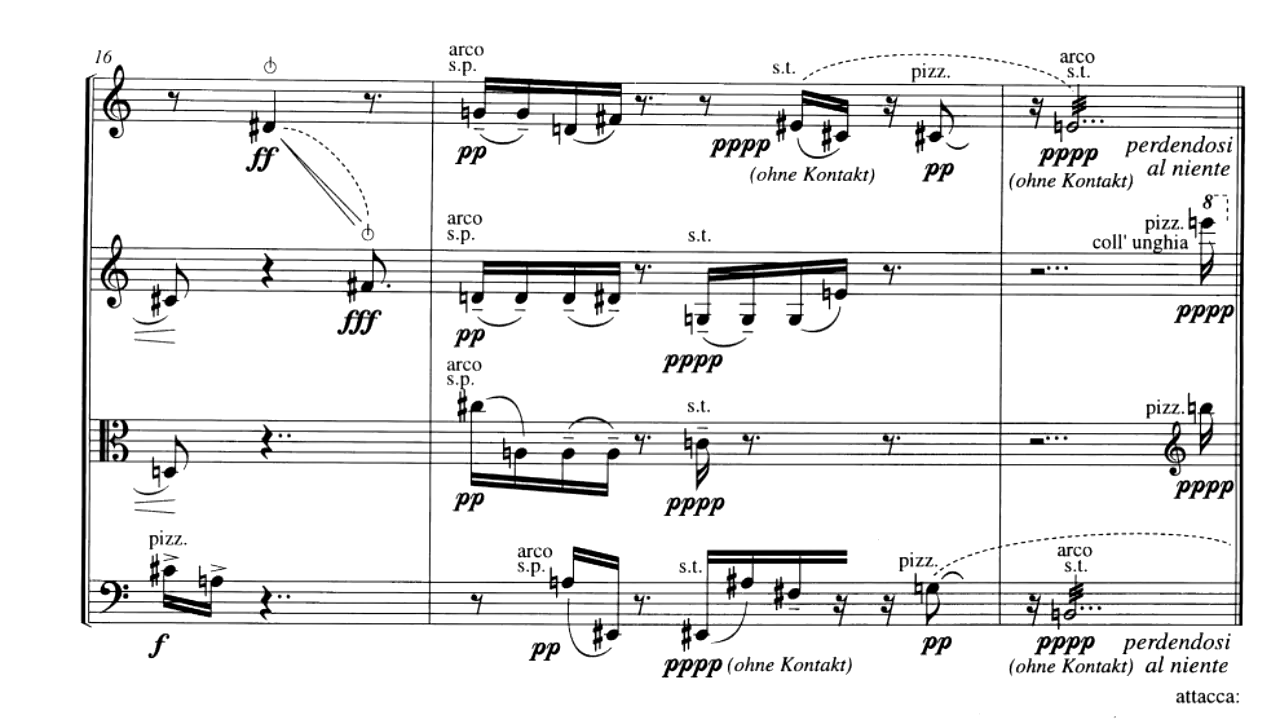 16
arco
s.p.
s.t.
pizz.
arco
s.t.
ff
pp
pppp
(ohne Kontakt)
pp
pppp
(ohne Kontakt)
perdendosi
al niente
arco
s.p.
s.t.
8
pizz.
coll' unghia
fff
pp
pppp
pppp
arco
s.p.
s.t.
pizz.
pp
pppp
pppp
pizz.
arco
s.p.
s.t.
pizz.
arco
s.t.
f
pp
pppp (ohne Kontakt)
pp
pppp
(ohne Kontakt)
perdendosi
al niente
attacca: